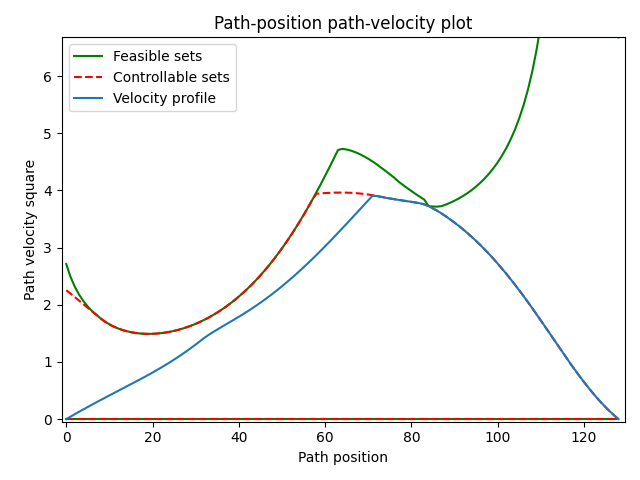 Path-position path-velocity plot
Feasible sets
Controllable sets
Velocity profile
Path velocity square
6
5
4
3
2
1
0
0 20 40 60 80 100 120
Path position